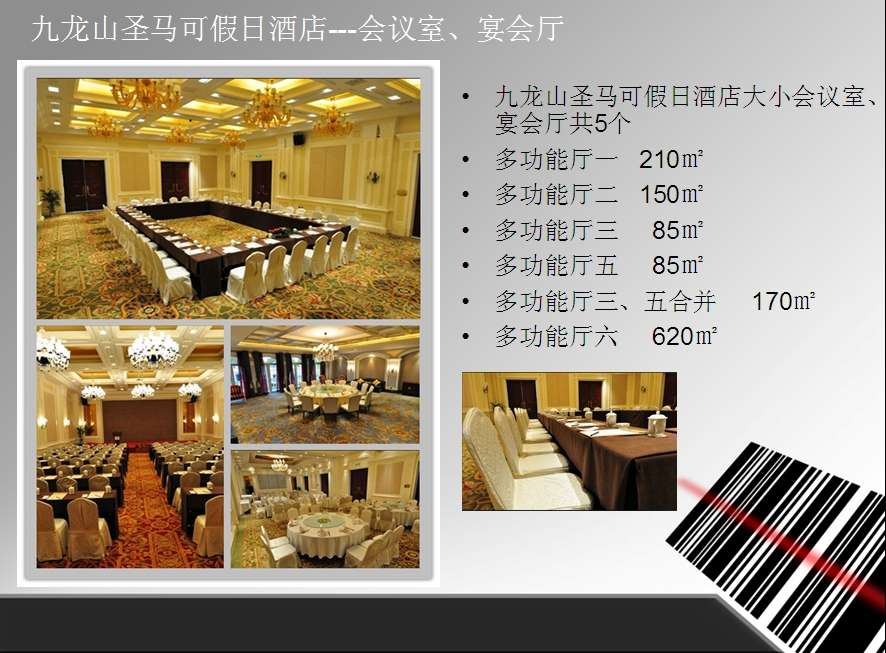 九龙山圣马可假日酒店---会议室、宴会厅
• 九龙山圣马可假日酒店大小会议室、
宴会厅共5个
• 多功能厅一 210㎡
• 多功能厅二 150㎡
• 多功能厅三 85㎡
• 多功能厅五 85㎡
• 多功能厅三、五合并 170㎡
• 多功能厅六 620㎡